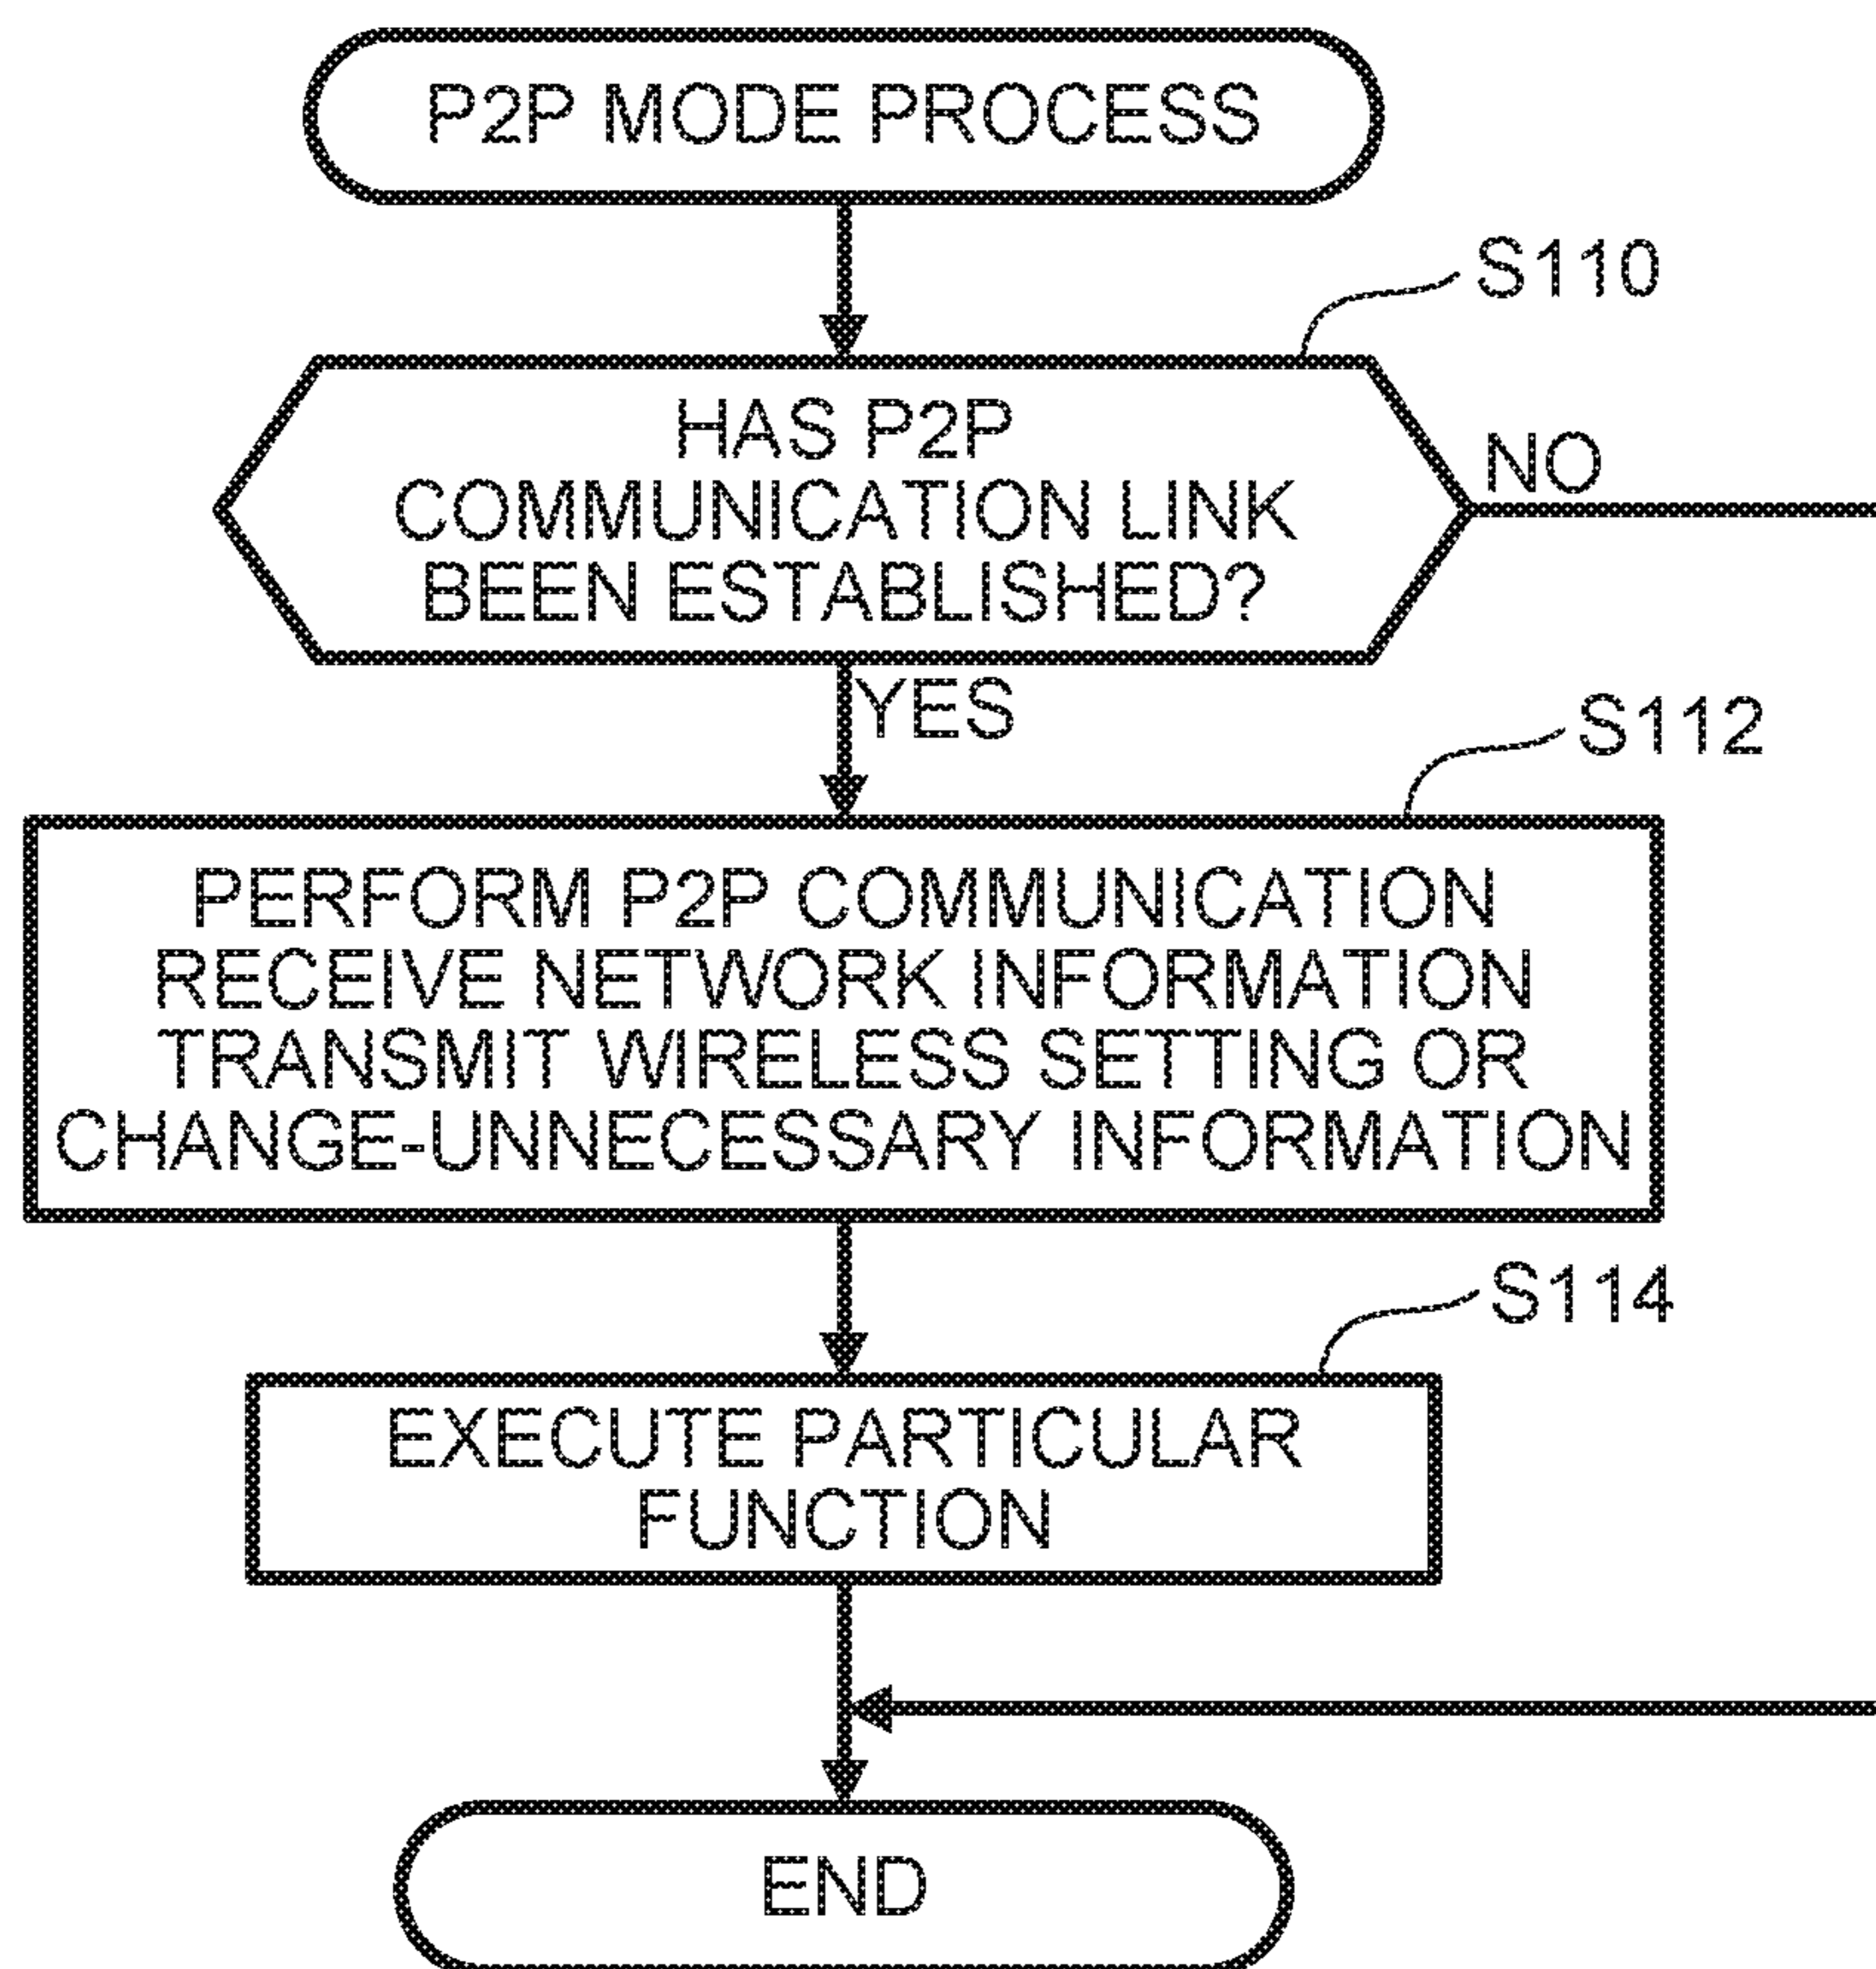 P2P MODE PROCESS
S110
HAS P2P
COMMUNICATION LINK
BEEN ESTABLISHED?
NO
YES
S112
PERFORM P2P COMMUNICATION
RECEIVE NETWORK INFORMATION
TRANSMIT WIRELESS SETTING OR
CHANGE-UNNECESSARY INFORMATION
S114
EXECUTE PARTICULAR
FUNCTION
END